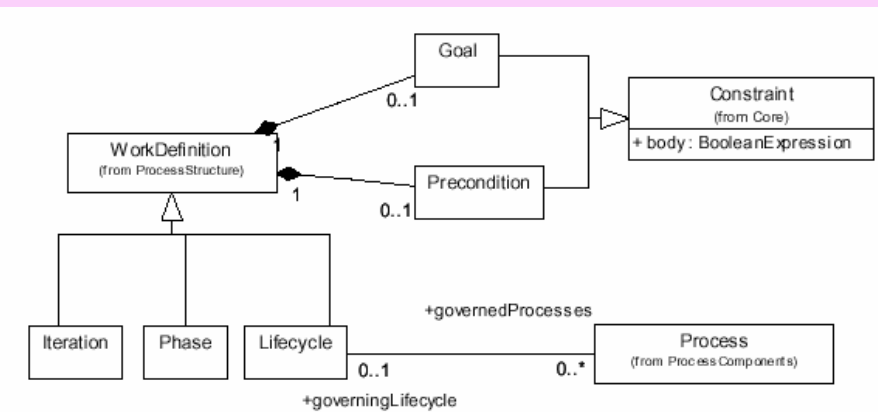 Goal
0..1
Constraint
(from Core)
+ body : BooleanExpression
WorkDefinition
(from ProcessStructure)
1
1
Precondition
0..1
+governedProcesses
Iteration
Phase
Lifecycle
Process
(from ProcessComponents)
0..1
0..*
+governingLifecycle